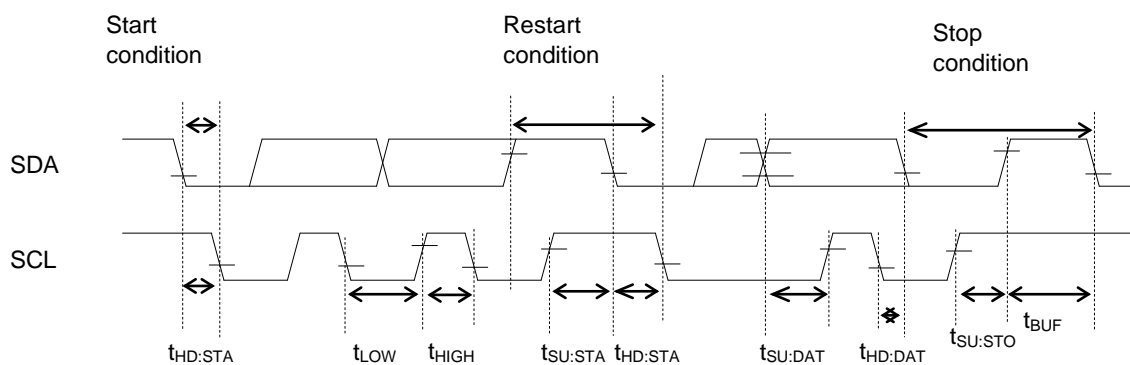 Start
condition
Restart
condition
Stop
condition
SDA
SCL
tHD:STA
tLOW
tHIGH
tSU:STA
tHD:STA
tSU:DAT
tHD:DAT
tSU:STO
tBUF